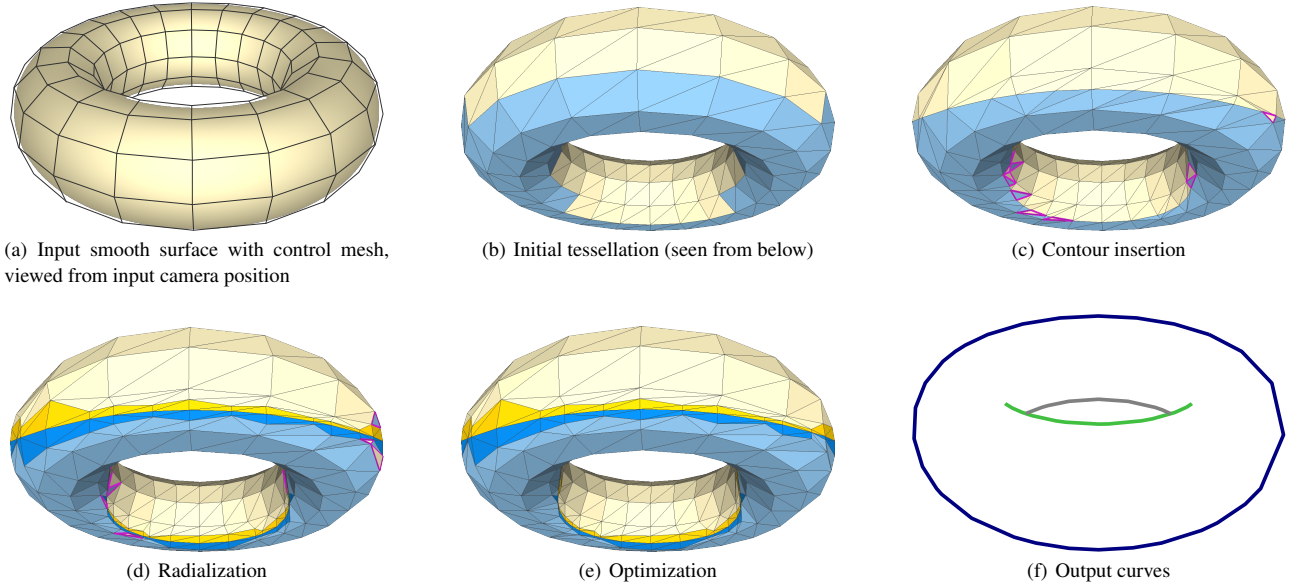 (a) Input smooth surface with control mesh,
viewed from input camera position
(b) Initial tessellation (seen from below)
(c) Contour insertion
(d) Radialization
(e) Optimization
(f) Output curves